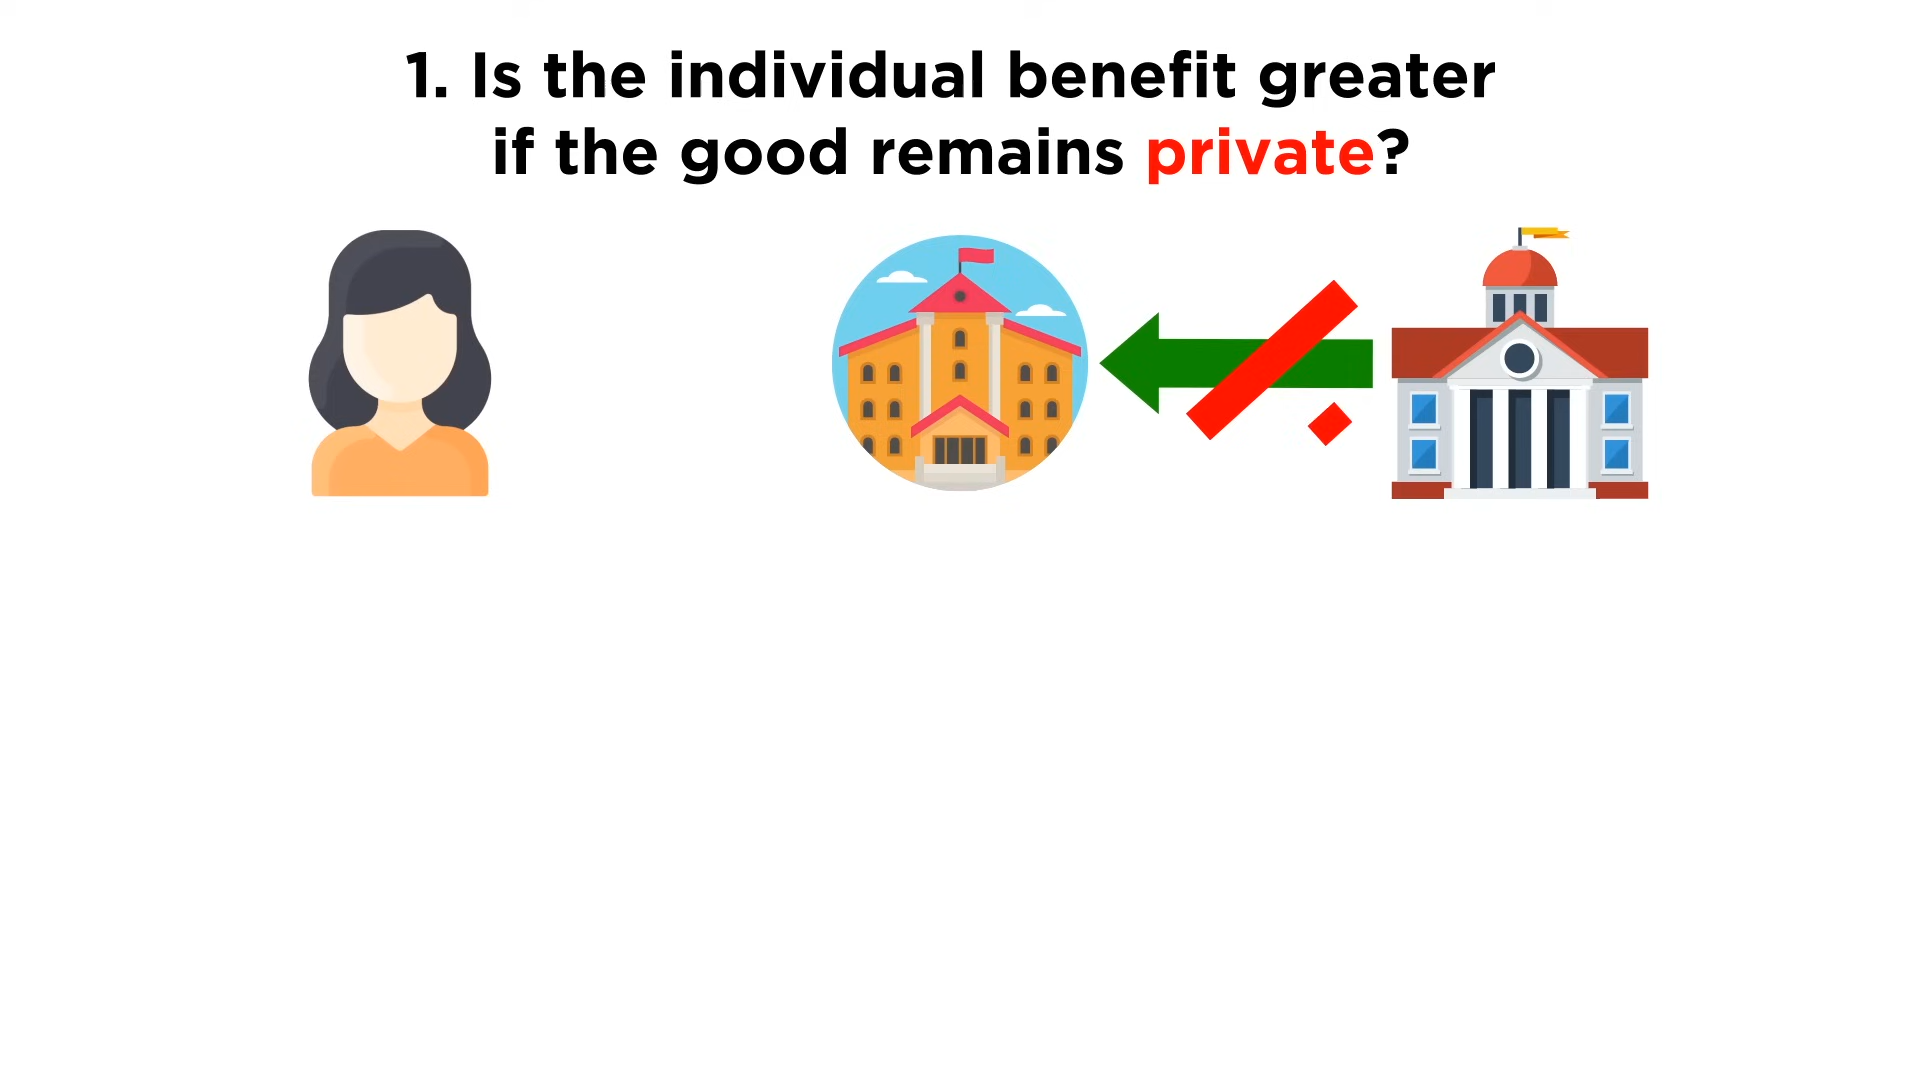 1. Is the individual benefit greater
if the good remains private?